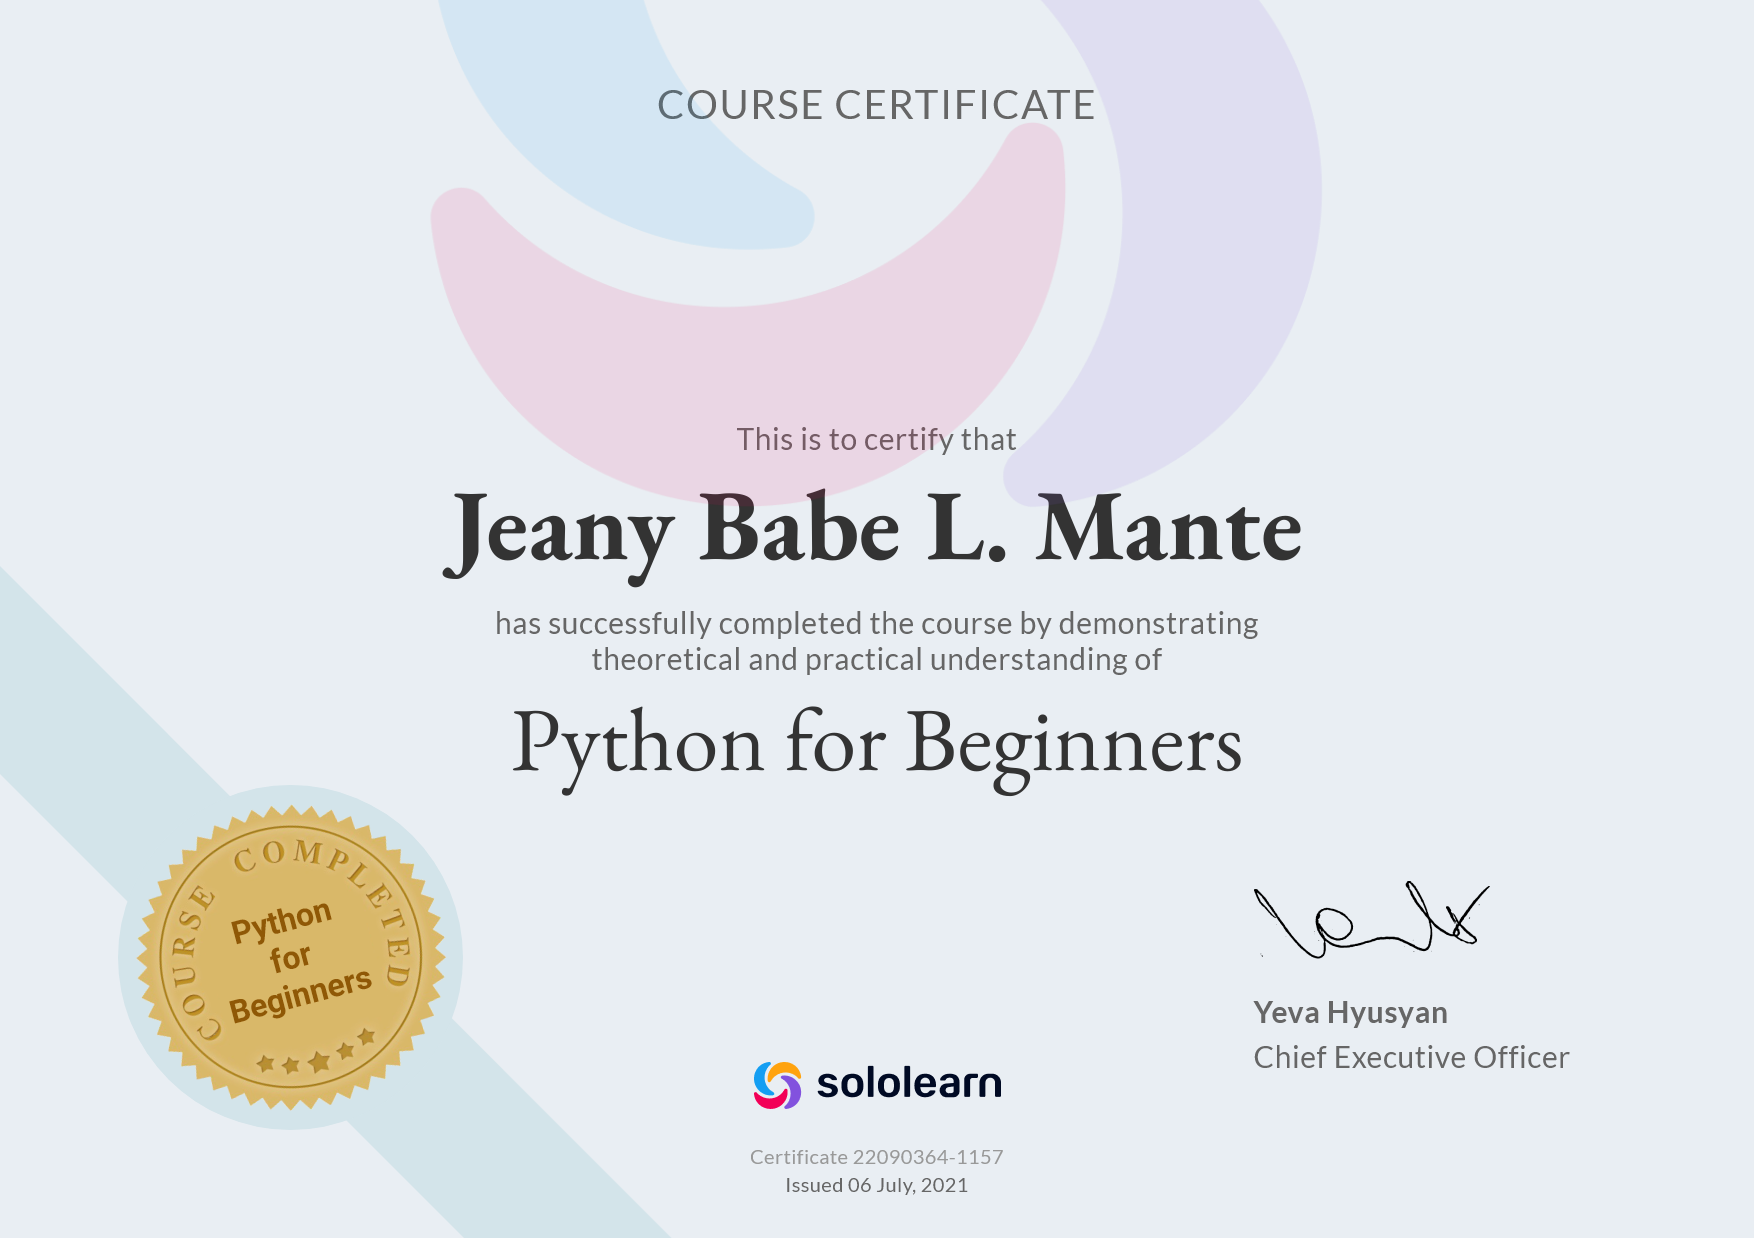 COURSE CERTIFICATE
This is to certify that
Jeany Babe L. Mante
has successfully completed the course by demonstrating
theoretical and practical understanding of
Python for Beginners
COURSE COMPLETED
Python
for
Beginners
Yeva Hyusyan
Chief Executive Officer
sololearn
Certificate 22090364-1157
Issued 06 July, 2021